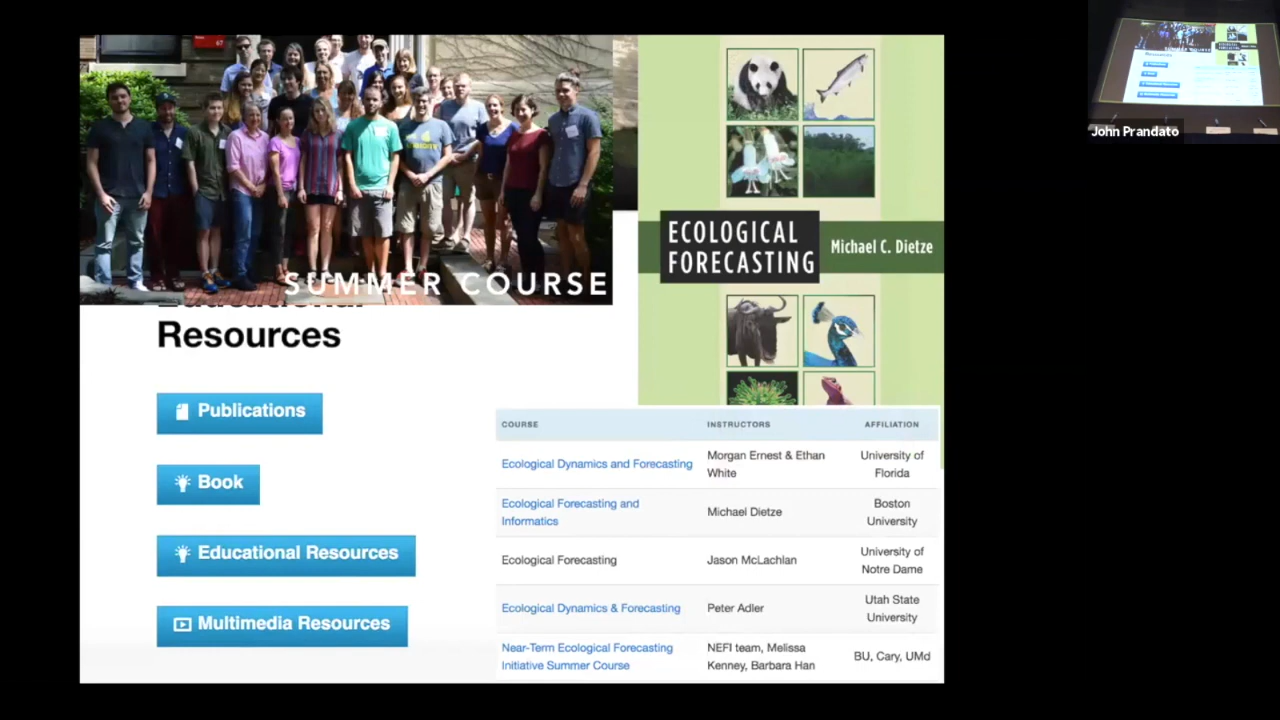 SUMMER COURSE
Educational
Resources
Publications
Book
Educational Resources
Multimedia Resources
ECOLOGICAL
FORECASTING
Michael C. Dietze
COURSE INSTRUCTORS AFFILIATION
Ecological Dynamics and Forecasting
Morgan Ernest & Ethan
White
University of
Florida
Ecological Forecasting and
Informatics
Michael Dietze
Boston
University
Ecological Forecasting
Jason McLachlan
University of
Notre Dame
Ecological Dynamics & Forecasting
Peter Adler
Utah State
University
Near-Term Ecological Forecasting
Initiative Summer Course
NEFI team, Melissa
Kenney, Barbara Han
BU, Cary, UMd
John Prandato